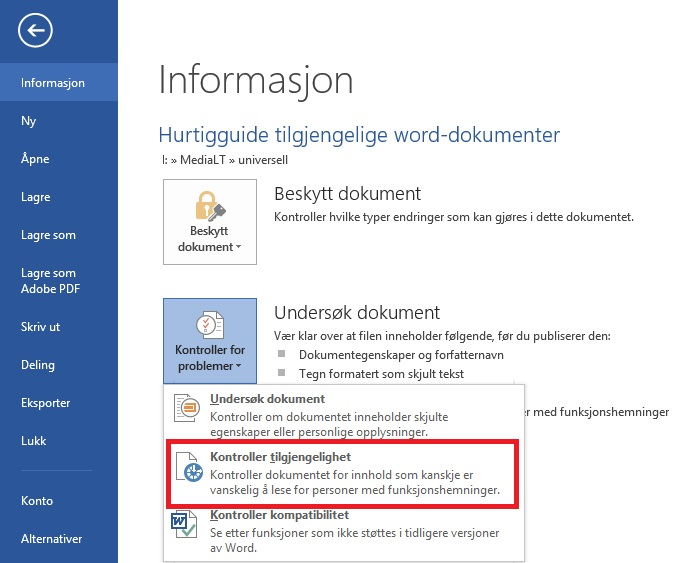 Informasjon
Ny
Åpne
Lagre
Lagre som
Lagre som
Adobe PDF
Skriv ut
Deling
Eksporter
Lukk
Konto
Alternativer
Informasjon
Hurtigguide tilgjengelige word-dokumenter
I: » MediaLT » universell
Beskytt
dokument
Beskytt dokument
Kontroller hvilke typer endringer som kan gjøres i dette dokumentet.
Kontroller for
problemer
Undersøk dokument
Vær klar over at filen inneholder følgende, før du publiserer den:
Dokumentegenskaper og forfatternavn
Tegn formatert som skjult tekst
er med funksjonshemninger
Undersøk dokument
Kontroller om dokumentet inneholder skjulte
egenskaper eller personlige opplysninger.
Kontroller tilgjengelighet
Kontroller dokumentet for innhold som kanskje er
vanskelig å lese for personer med funksjonshemninger.
Kontroller kompatibilitet
Se etter funksjoner som ikke støttes i tidligere versjoner
av Word.